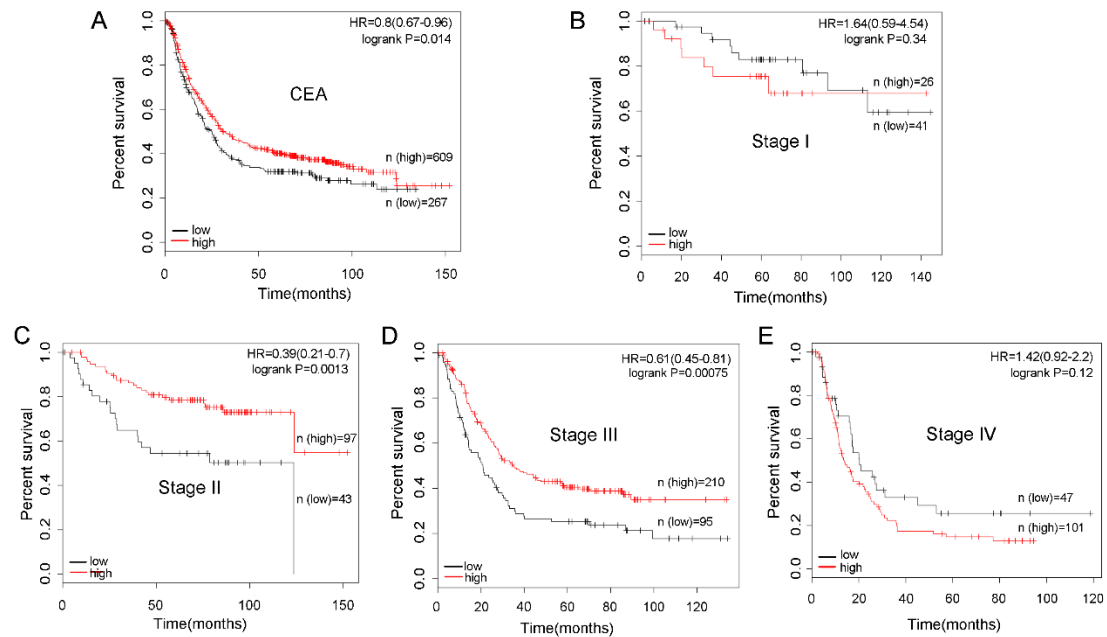 A
HR=0.8(0.67-0.96)
logrank P=0.014
CEA
n (high)=609
n (low)=267
low
high
Percent survival
0.0
0.2
0.4
0.6
0.8
1.0
0
50
100
150
Time(months)
B
HR=1.64(0.59-4.54)
logrank P=0.34
n (high)=26
Stage I
n (low)=41
low
high
Percent survival
0.0
0.2
0.4
0.6
0.8
1.0
0
20
40
60
80
100
120
140
Time(months)
C
HR=0.39(0.21-0.7)
logrank P=0.0013
n (high)=97
Stage II
n (low)=43
low
high
Percent survival
0.0
0.2
0.4
0.6
0.8
1.0
0
50
100
150
Time(months)
D
HR=0.61(0.45-0.81)
logrank P=0.00075
Stage III
n (high)=210
n (low)=95
low
high
Percent survival
0.0
0.2
0.4
0.6
0.8
1.0
0
20
40
60
80
100
120
Time(months)
E
HR=1.42(0.92-2.2)
logrank P=0.12
Stage IV
n (low)=47
n (high)=101
low
high
Percent survival
0.0
0.2
0.4
0.6
0.8
1.0
0
20
40
60
80
100
120
Time(months)